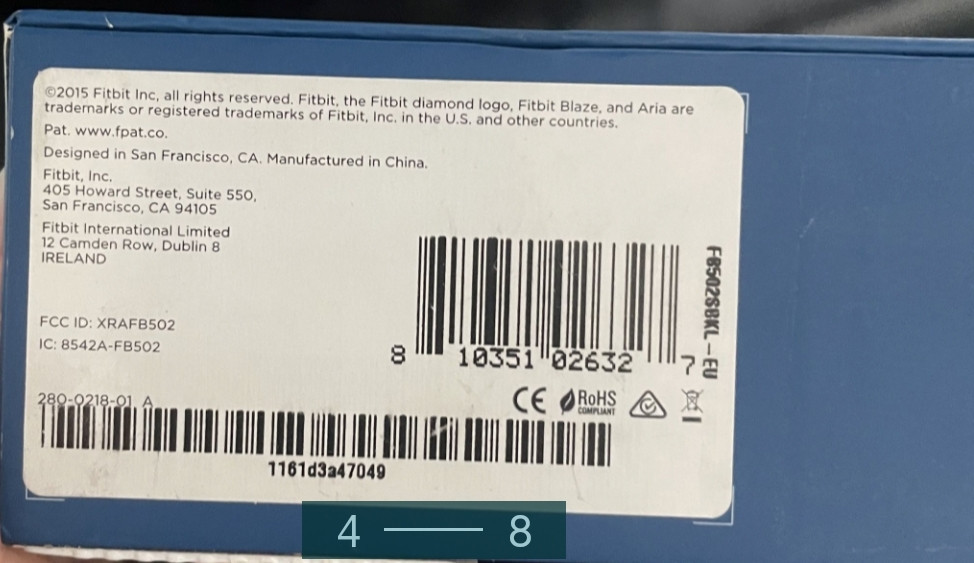 ©2015 Fitbit Inc, all rights reserved. Fitbit, the Fitbit diamond logo, Fitbit Blaze, and Aria are
trademarks or registered trademarks of Fitbit, Inc. in the U.S. and other countries.
Pat. www.fpat.co.
Designed in San Francisco, CA. Manufactured in China.
Fitbit, Inc.
405 Howard Street, Suite 550,
San Francisco, CA 94105
Fitbit International Limited
12 Camden Row, Dublin 8
IRELAND
FCC ID: XRAFB502
IC: 8542A-FB502
8 10351 02632 7
FB502SBKL-EU
CE RoHS
COMPLIANT
280-0218-01 A
1161d3a47049
4 — 8